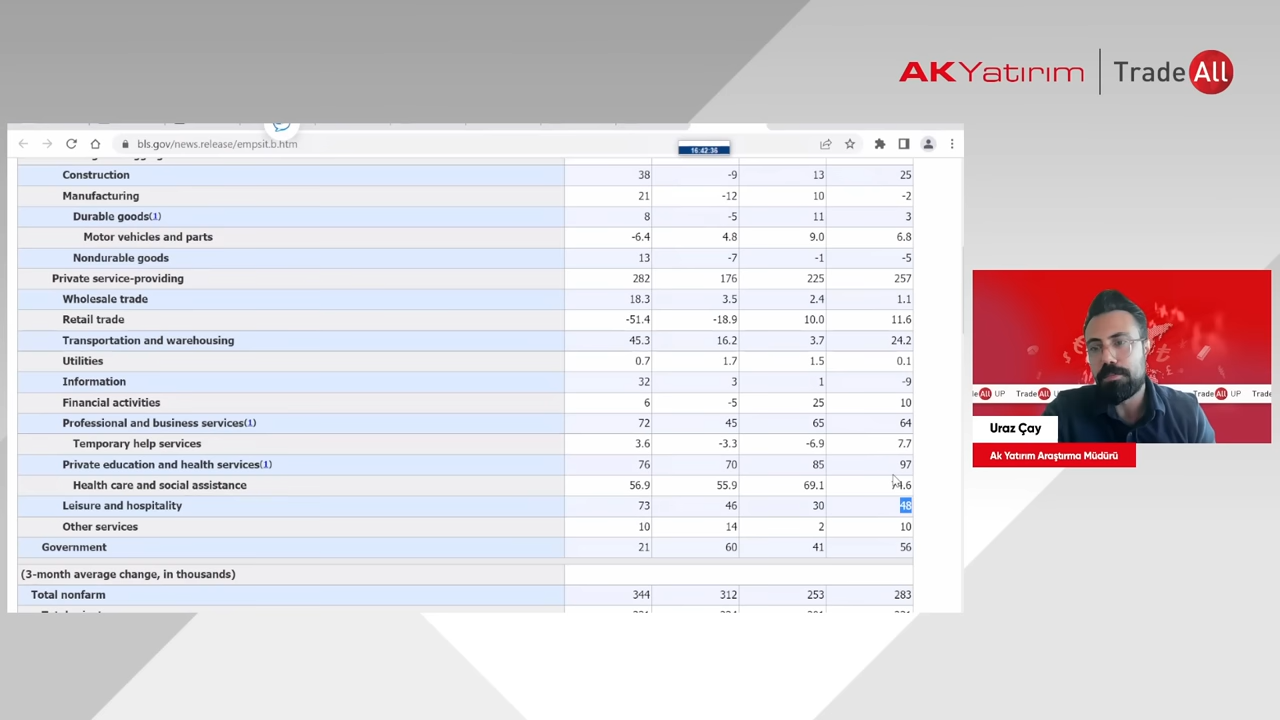 AKYatırım | TradeAll
bls.gov/news.release/empsit.b.htm
16:42:36
Construction 38 -9 13 25
Manufacturing 21 -12 10 -2
Durable goods(1) 8 -5 11 3
Motor vehicles and parts -6.4 4.8 9.0 6.8
Nondurable goods 13 -7 -1 -5
Private service-providing 282 176 225 257
Wholesale trade 18.3 3.5 2.4 1.1
Retail trade -51.4 -18.9 10.0 11.6
Transportation and warehousing 45.3 16.2 3.7 24.2
Utilities 0.7 1.7 1.5 0.1
Information 32 3 1 -9
Financial activities 6 -5 25 10
Professional and business services(1) 72 45 65 64
Temporary help services 3.6 -3.3 -6.9 7.7
Private education and health services(1) 76 70 85 97
Health care and social assistance 56.9 55.9 69.1
Leisure and hospitality 73 46 30 48
Other services 10 14 2 10
Government 21 60 41 56
(3-month average change, in thousands)
Total nonfarm 344 312 253 283
All UP TradeAll TradeAll UP Trade
Uraz Çay
Ak Yatırım Araştırma Müdürü